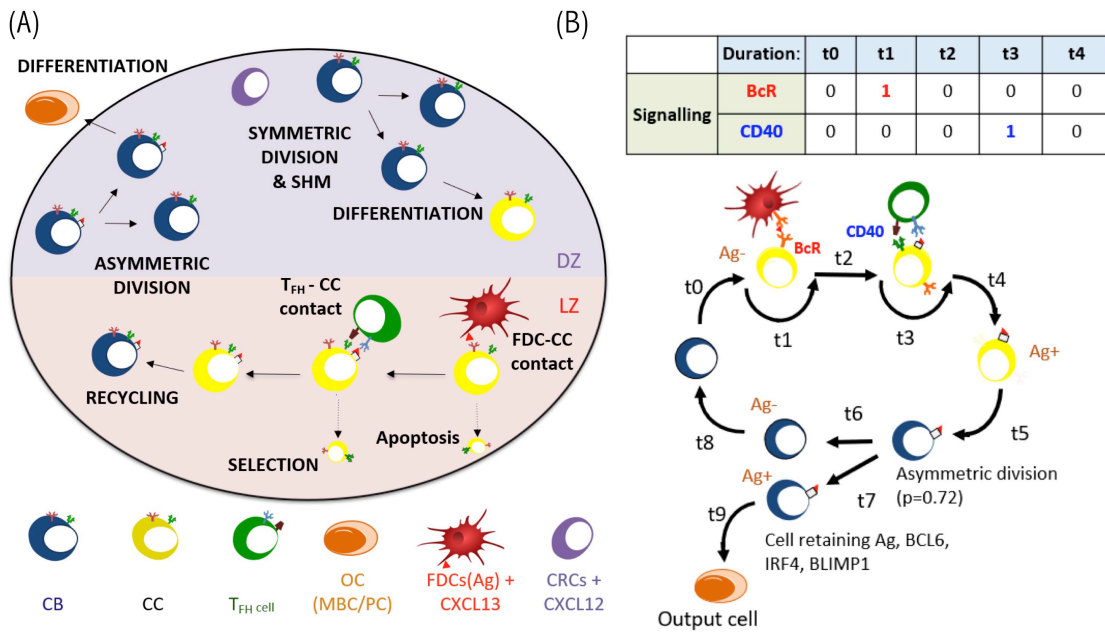 (A)
DIFFERENTIATION
SYMMETRIC
DIVISION
& SHM
DIFFERENTIATION
ASYMMETRIC
DIVISION
DZ
LZ
TFH - CC
contact
FDC-CC
contact
RECYCLING
SELECTION
Apoptosis
CB
CC
TFH cell
OC
(MBC/PC)
FDCs(Ag) +
CXCL13
CRCs +
CXCL12
(B)
Duration: t0 t1 t2 t3 t4
Signalling
BcR 0 1 0 0 0
CD40 0 0 0 1 0
Ag-
BcR
CD40
t0
t1
t2
t3
t4
Ag+
t5
t6
Ag-
t8
Asymmetric division
(p=0.72)
Ag+
t7
t9
Cell retaining Ag, BCL6,
IRF4, BLIMP1
Output cell